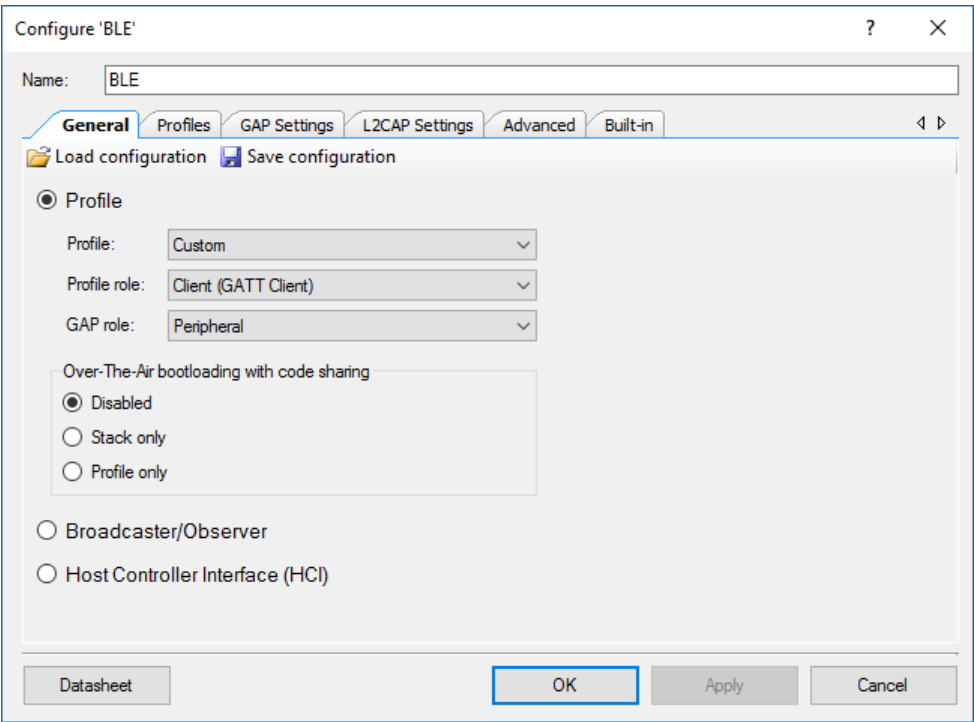 Configure 'BLE'
Name: BLE
General Profiles GAP Settings L2CAP Settings Advanced Built-in
Load configuration Save configuration
Profile
Profile: Custom
Profile role: Client (GATT Client)
GAP role: Peripheral
Over-The-Air bootloading with code sharing
Disabled
Stack only
Profile only
Broadcaster/Observer
Host Controller Interface (HCI)
Datasheet OK Apply Cancel